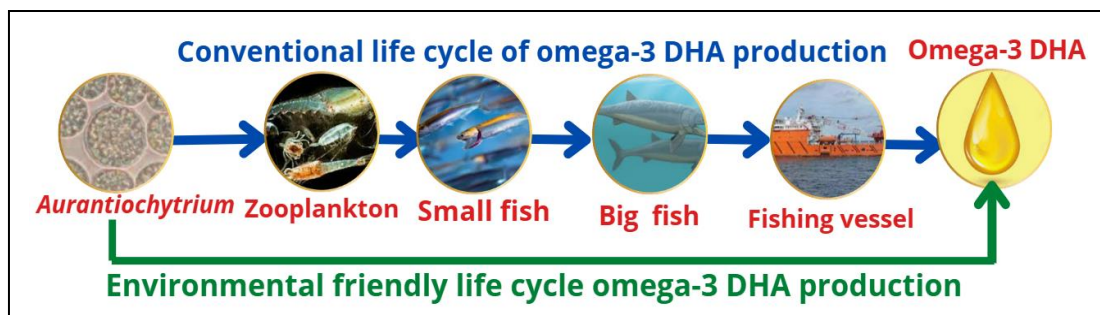 Conventional life cycle of omega-3 DHA production
Omega-3 DHA
Aurantiochytrium
Zooplankton
Small fish
Big fish
Fishing vessel
Environmental friendly life cycle omega-3 DHA production